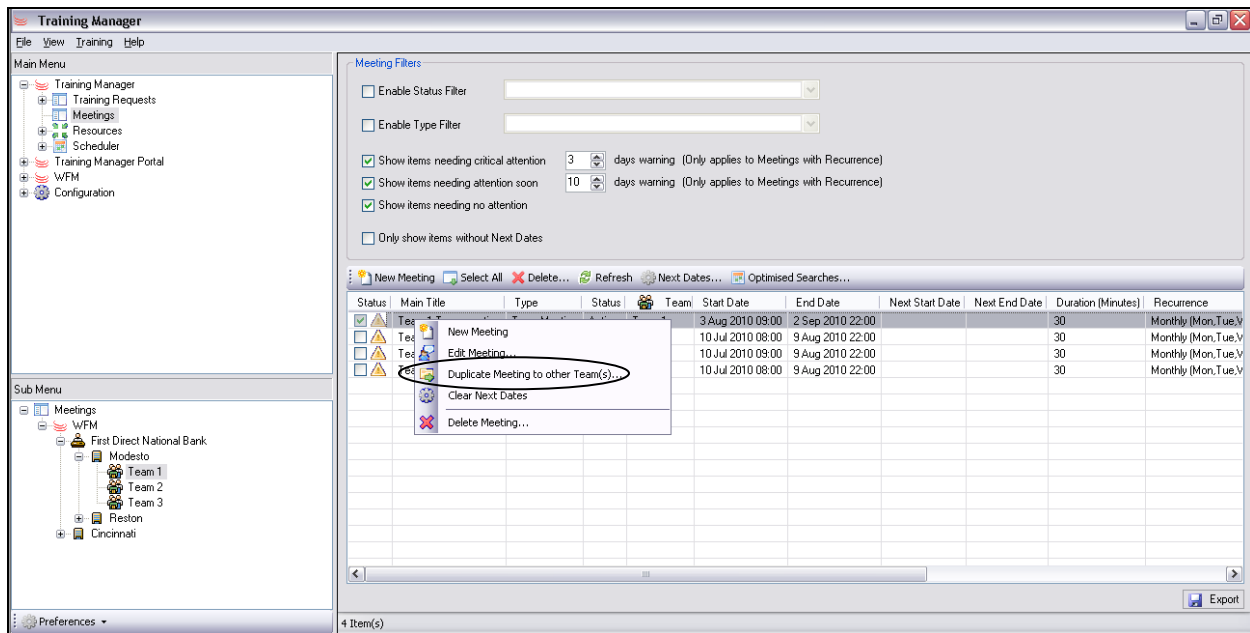 Training Manager
File View Training Help
Main Menu
Training Manager
Training Requests
Meetings
Resources
Scheduler
Training Manager Portal
WFM
Configuration
Sub Menu
Meetings
WFM
First Direct National Bank
Modesto
Team 1
Team 2
Team 3
Reston
Cincinnati
Preferences
Meeting Filters
Enable Status Filter
Enable Type Filter
Show items needing critical attention 3 days warning (Only applies to Meetings with Recurrence)
Show items needing attention soon 10 days warning (Only applies to Meetings with Recurrence)
Show items needing no attention
Only show items without Next Dates
New Meeting Select All Delete... Refresh Next Dates... Optimised Searches...
Status Main Title Type Status Team Start Date End Date Next Start Date Next End Date Duration (Minutes) Recurrence
3 Aug 2010 09:00 2 Sep 2010 22:00 30 Monthly (Mon,Tue,
10 Jul 2010 08:00 9 Aug 2010 22:00 30 Monthly (Mon,Tue,
10 Jul 2010 09:00 9 Aug 2010 22:00 30 Monthly (Mon,Tue,
10 Jul 2010 08:00 9 Aug 2010 22:00 30 Monthly (Mon,Tue,
New Meeting
Edit Meeting...
Duplicate Meeting to other Team(s)...
Clear Next Dates
Delete Meeting...
Export
4 Item(s)